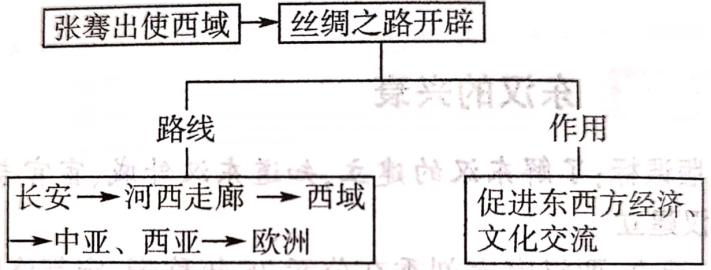 张骞出使西域→丝绸之路开辟
路线
作用
长安→河西走廊→西域
→中亚、西亚→欧洲
促进东西方经济、
文化交流